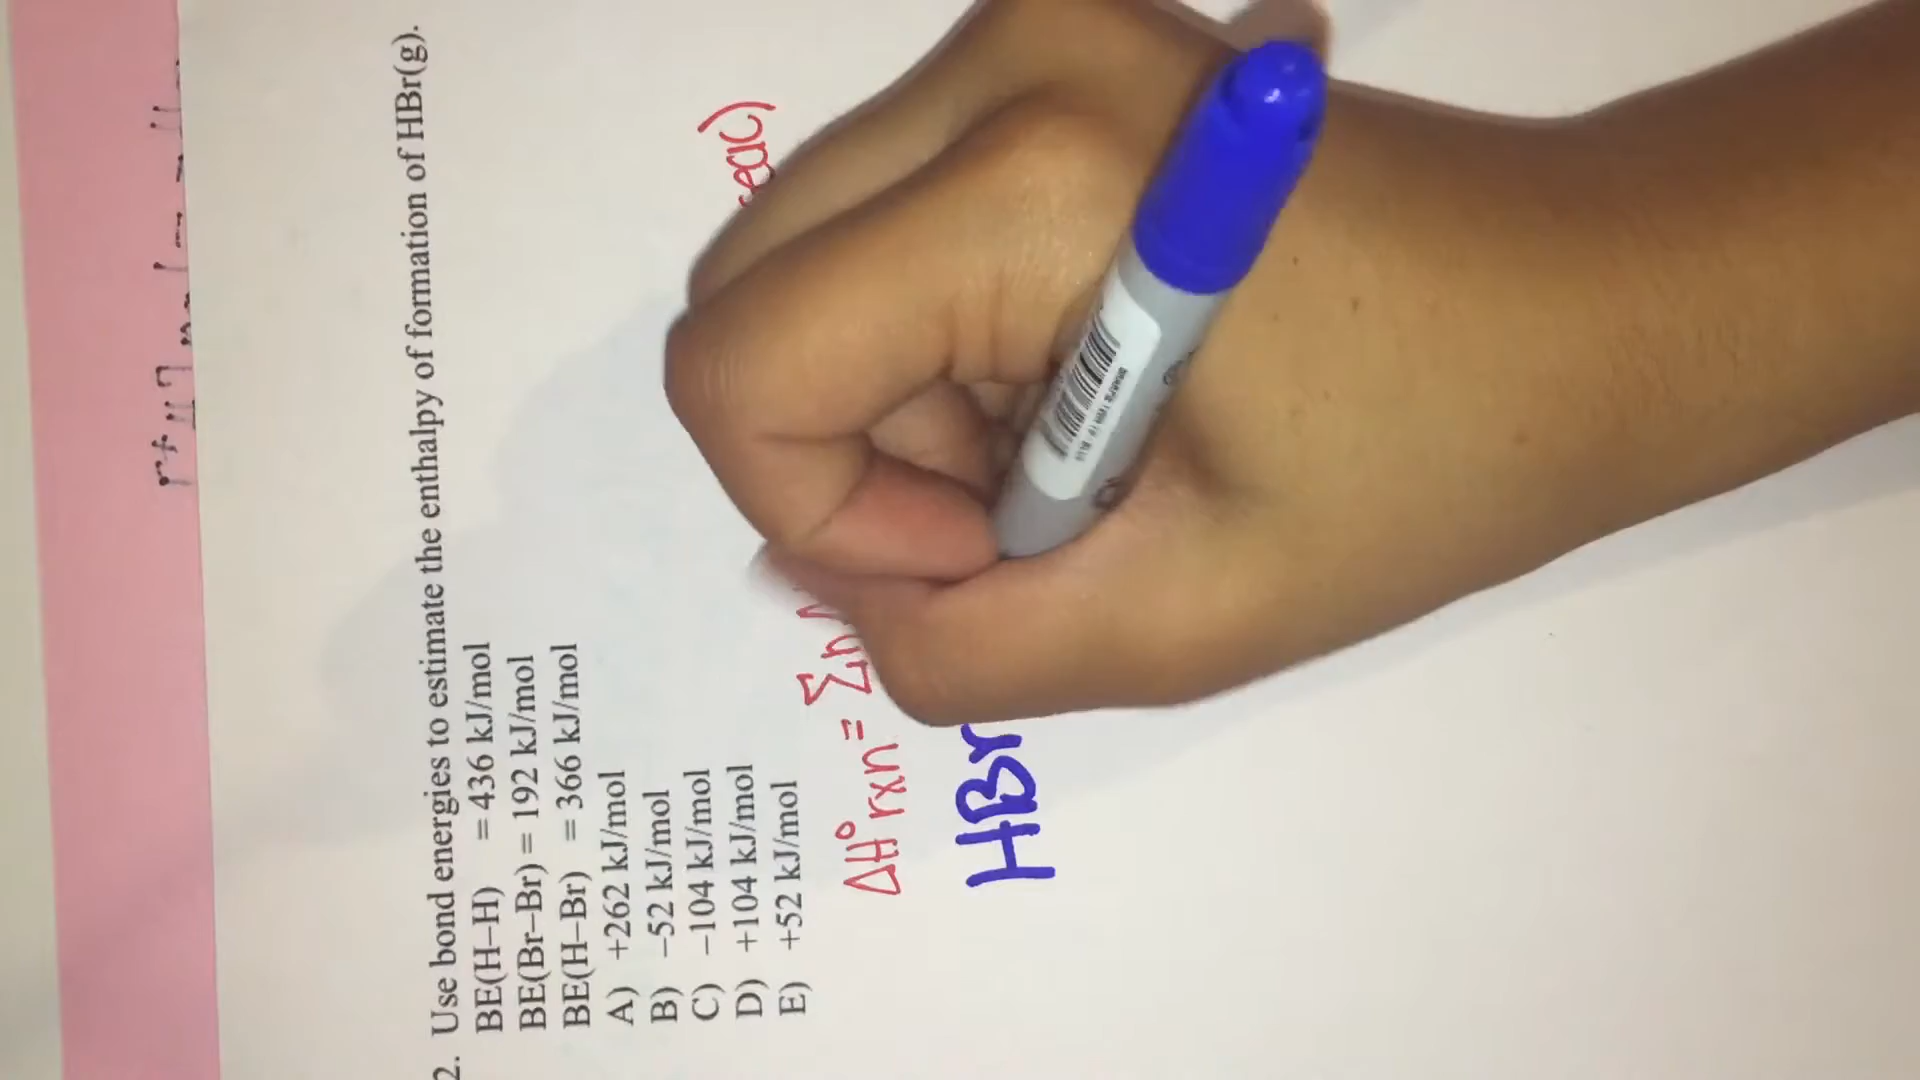 2. Use bond energies to estimate the enthalpy of formation of HBr(g).
BE(H–H) = 436 kJ/mol
BE(Br–Br) = 192 kJ/mol
BE(H–Br) = 366 kJ/mol
A) +262 kJ/mol
B) –52 kJ/mol
C) –104 kJ/mol
D) +104 kJ/mol
E) +52 kJ/mol
ΔH°rxn = Σn
HBr